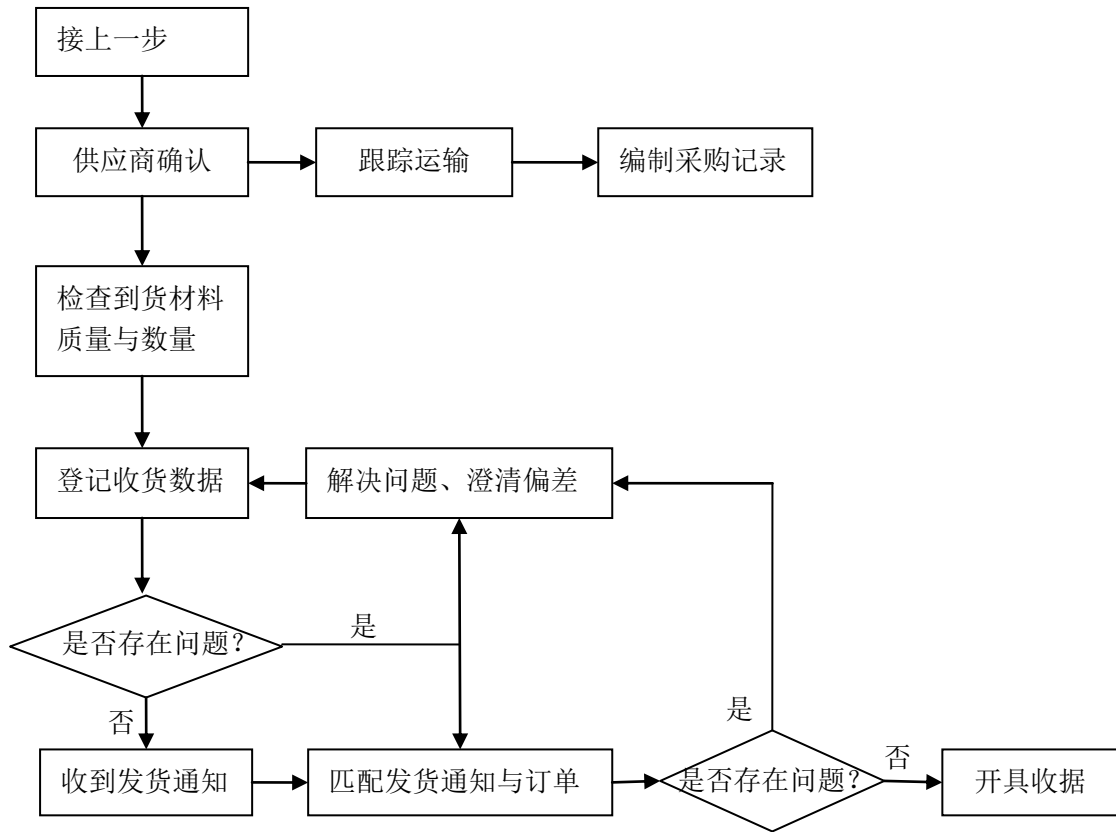 接上一步
供应商确认
跟踪运输
编制采购记录
检查到货材料
质量与数量
登记收货数据
解决问题、澄清偏差
是否存在问题？
是
否
收到发货通知
匹配发货通知与订单
是否存在问题？
是
否
开具收据